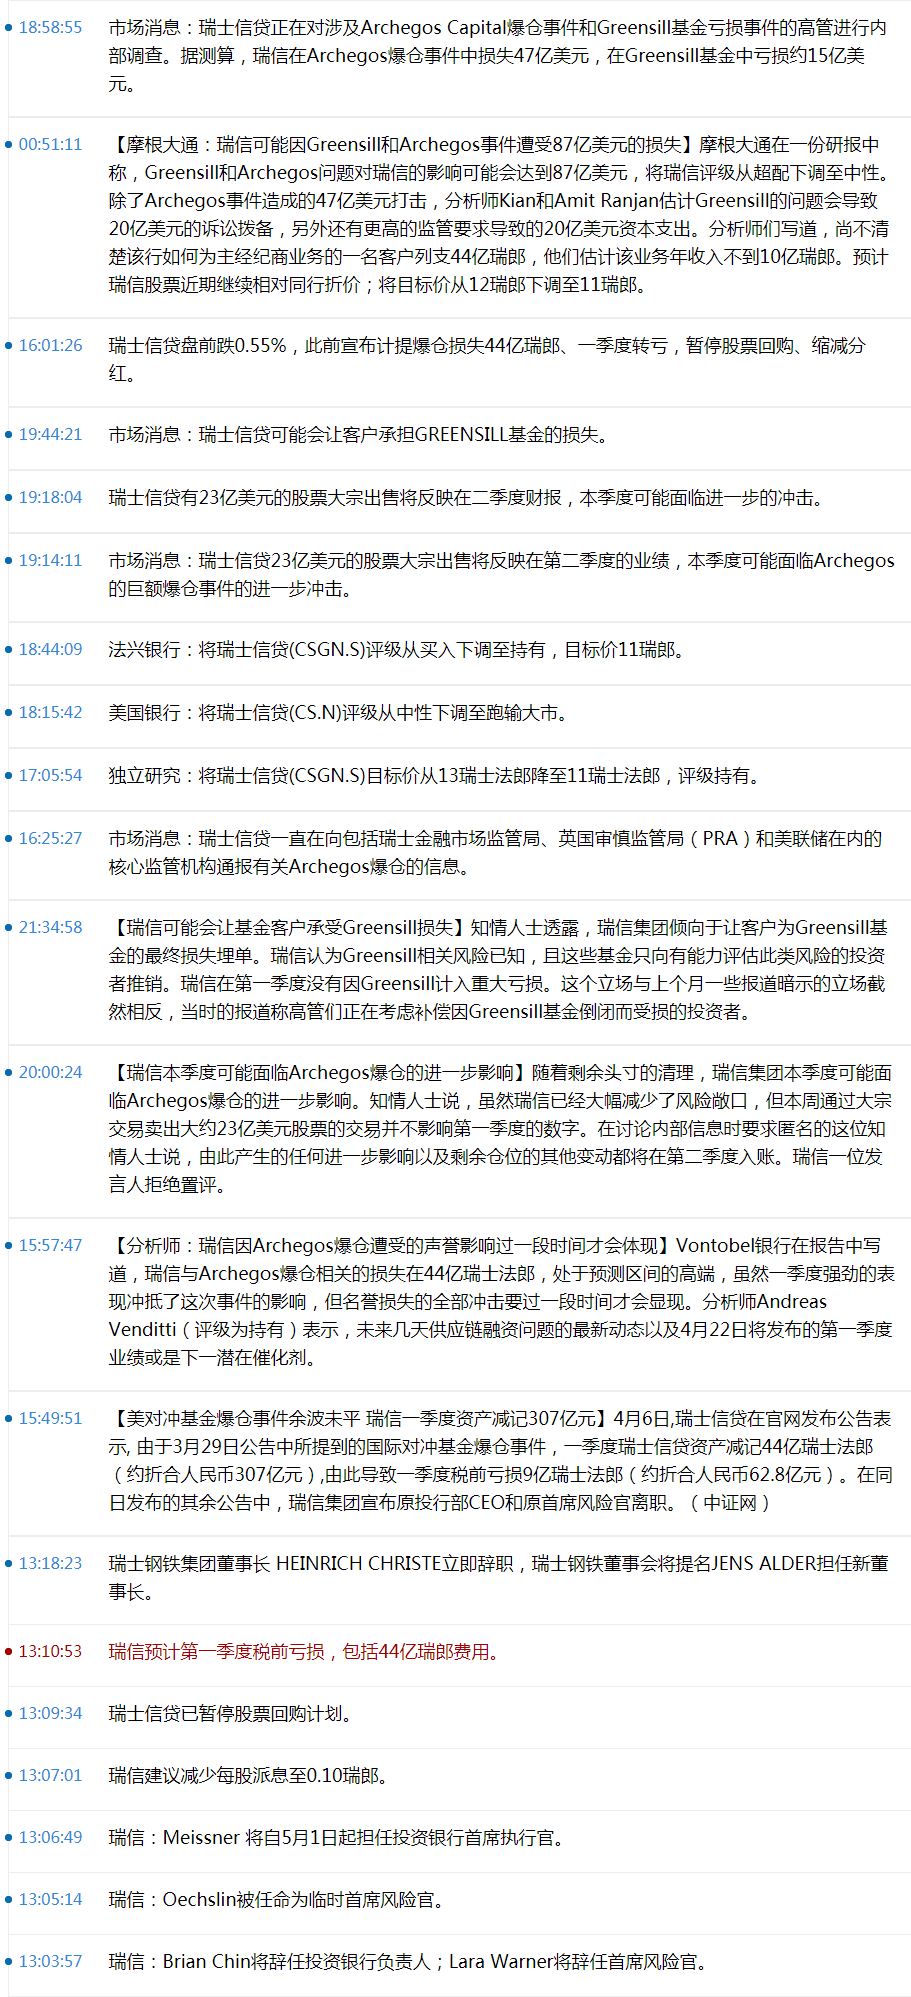 18:58:55 市场消息：瑞士信贷正在对涉及Archegos Capital爆仓事件和Greensill基金亏损事件的高管进行内
部调查。据测算，瑞信在Archegos爆仓事件中损失47亿美元，在Greensill基金中亏损约15亿美
元。
00:51:11 【摩根大通：瑞信可能因Greensill和Archegos事件遭受87亿美元的损失】摩根大通在一份研报中
称，Greensill和Archegos问题对瑞信的影响可能会达到87亿美元，将瑞信评级从超配下调至中性。
除了Archegos事件造成的47亿美元打击，分析师Kian和Amit Ranjan估计Greensill的问题会导致
20亿美元的诉讼拨备，另外还有更高的监管要求导致的20亿美元资本支出。分析师们写道，尚不清
楚该行如何为主经纪商业务的一名客户列支44亿瑞郎，他们估计该业务年收入不到10亿瑞郎。预计
瑞信股票近期继续相对同行折价；将目标价从12瑞郎下调至11瑞郎。
16:01:26 瑞士信贷盘前跌0.55%，此前宣布计提爆仓损失44亿瑞郎、一季度转亏，暂停股票回购、缩减分
红。
19:44:21 市场消息：瑞士信贷可能会让客户承担GREENSILL基金的损失。
19:18:04 瑞士信贷有23亿美元的股票大宗出售将反映在二季度财报，本季度可能面临进一步的冲击。
19:14:11 市场消息：瑞士信贷23亿美元的股票大宗出售将反映在第二季度的业绩，本季度可能面临Archegos
的巨额爆仓事件的进一步冲击。
18:44:09 法兴银行：将瑞士信贷(CSGN.S)评级从买入下调至持有，目标价11瑞郎。
18:15:42 美国银行：将瑞士信贷(CS.N)评级从中性下调至跑输大市。
17:05:54 独立研究：将瑞士信贷(CSGN.S)目标价从13瑞士法郎降至11瑞士法郎，评级持有。
16:25:27 市场消息：瑞士信贷一直在向包括瑞士金融市场监管局、英国审慎监管局（PRA）和美联储在内的
核心监管机构通报有关Archegos爆仓的信息。
21:34:58 【瑞信可能会让基金客户承受Greensill损失】知情人士透露，瑞信集团倾向于让客户为Greensill基
金的最终损失埋单。瑞信认为Greensill相关风险已知，且这些基金只向有能力评估此类风险的投资
者推销。瑞信在第一季度没有因Greensill计入重大亏损。这个立场与上个月一些报道暗示的立场截
然相反，当时的报道称高管们正在考虑补偿因Greensill基金倒闭而受损的投资者。
20:00:24 【瑞信本季度可能面临Archegos爆仓的进一步影响】随着剩余头寸的清理，瑞信集团本季度可能面
临Archegos爆仓的进一步影响。知情人士说，虽然瑞信已经大幅减少了风险敞口，但本周通过大宗
交易卖出大约23亿美元股票的交易并不影响第一季度的数字。在讨论内部信息时要求匿名的这位知
情人士说，由此产生的任何进一步影响以及剩余仓位的其他变动都将在第二季度入账。瑞信一位发
言人拒绝置评。
15:57:47 【分析师：瑞信因Archegos爆仓遭受的声誉影响过一段时间才会体现】Vontobel银行在报告中写
道，瑞信与Archegos爆仓相关的损失在44亿瑞士法郎，处于预测区间的高端，虽然一季度强劲的表
现冲抵了这次事件的影响，但名誉损失的全部冲击要过一段时间才会显现。分析师Andreas
Venditti（评级为持有）表示，未来几天供应链融资问题的最新动态以及4月22日将发布的第一季度
业绩或是下一潜在催化剂。
15:49:51 【美对冲基金爆仓事件余波未平 瑞信一季度资产减记307亿元】4月6日,瑞士信贷在官网发布公告表
示, 由于3月29日公告中所提到的国际对冲基金爆仓事件，一季度瑞士信贷资产减记44亿瑞士法郎
（约折合人民币307亿元）,由此导致一季度税前亏损9亿瑞士法郎（约折合人民币62.8亿元）。在同
日发布的其余公告中，瑞信集团宣布原投行部CEO和原首席风险官离职。（中证网）
13:18:23 瑞士钢铁集团董事长 HEINRICH CHRISTE立即辞职，瑞士钢铁董事会将提名JENS ALDER担任新董
事长。
13:10:53 瑞信预计第一季度税前亏损，包括44亿瑞郎费用。
13:09:34 瑞士信贷已暂停股票回购计划。
13:07:01 瑞信建议减少每股派息至0.10瑞郎。
13:06:49 瑞信：Meissner 将自5月1日起担任投资银行首席执行官。
13:05:14 瑞信：Oechslin被任命为临时首席风险官。
13:03:57 瑞信：Brian Chin将辞任投资银行负责人；Lara Warner将辞任首席风险官。